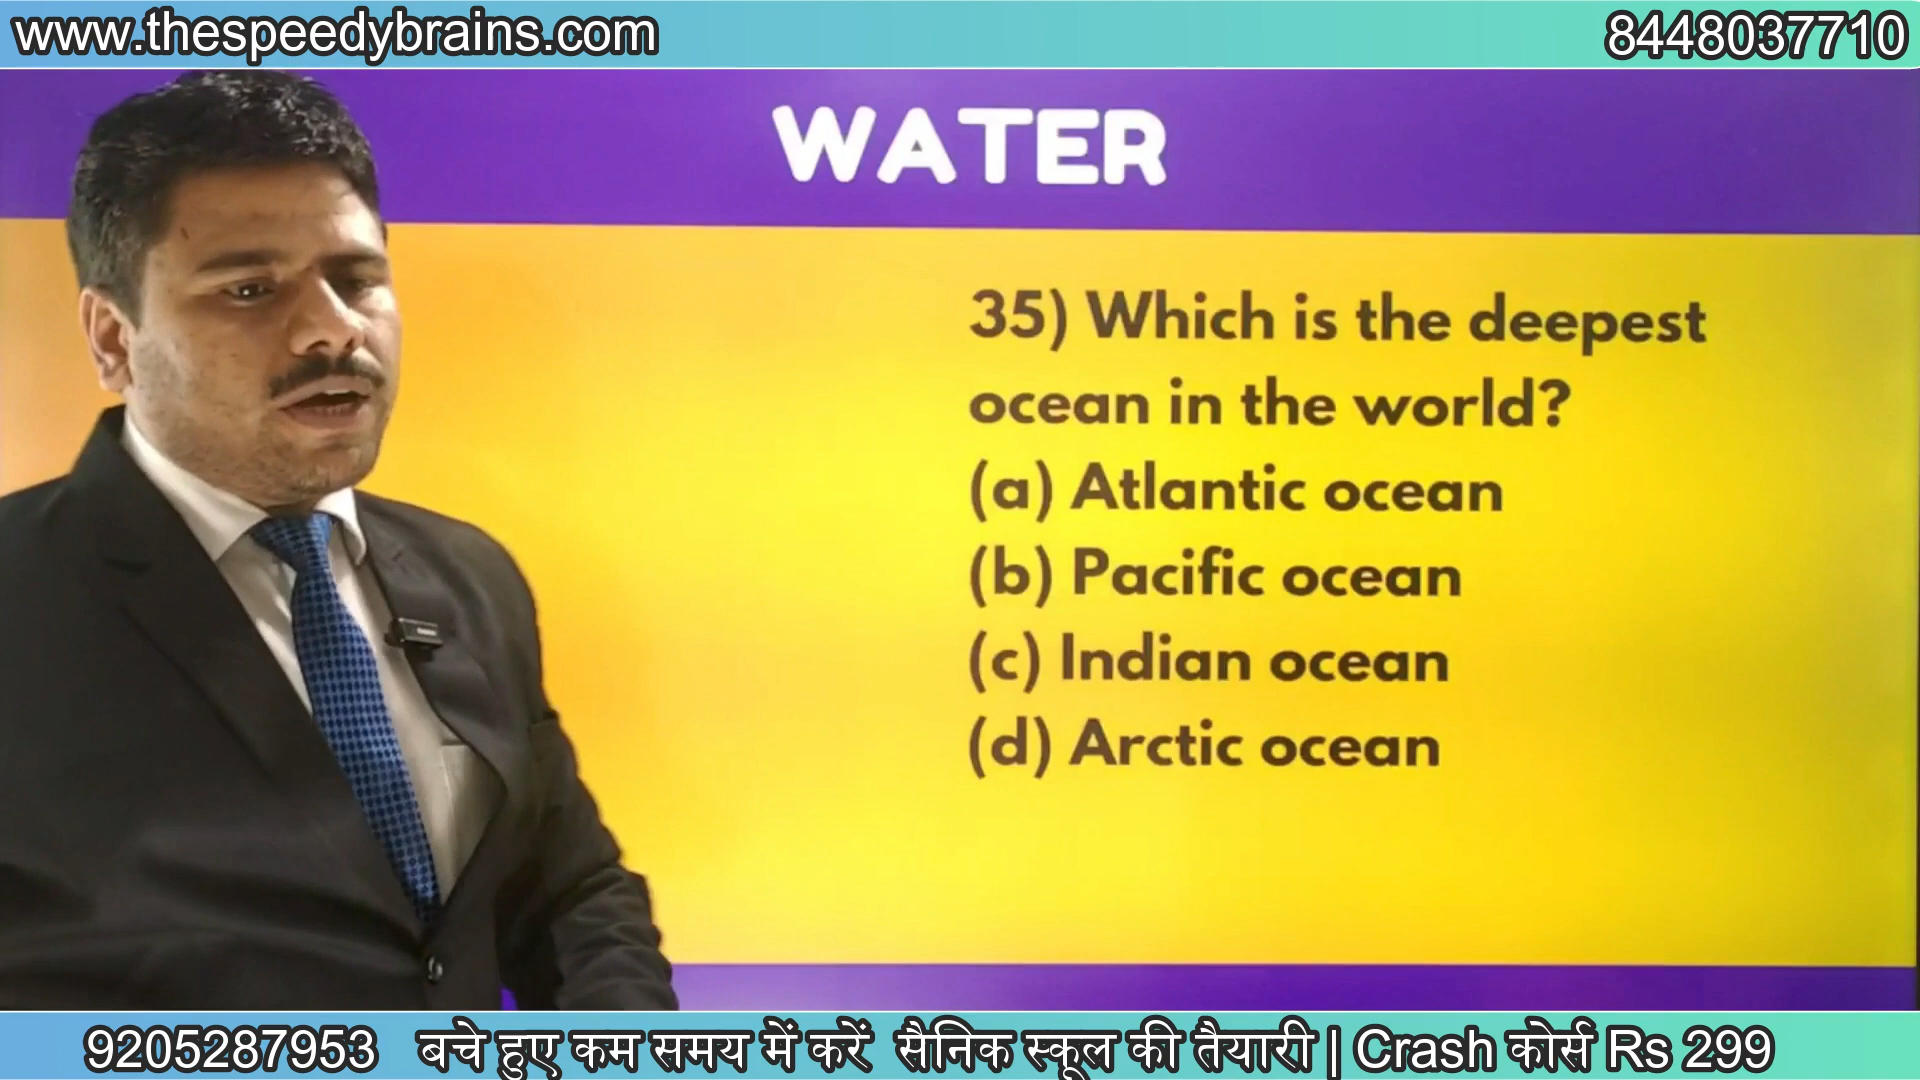 www.thespeedybrains.com
8448037710
WATER
35) Which is the deepest
ocean in the world?
(a) Atlantic ocean
(b) Pacific ocean
(c) Indian ocean
(d) Arctic ocean
9205287953 बचे हुए कम समय में करें सैनिक स्कूल की तैयारी | Crash कोर्स Rs 299